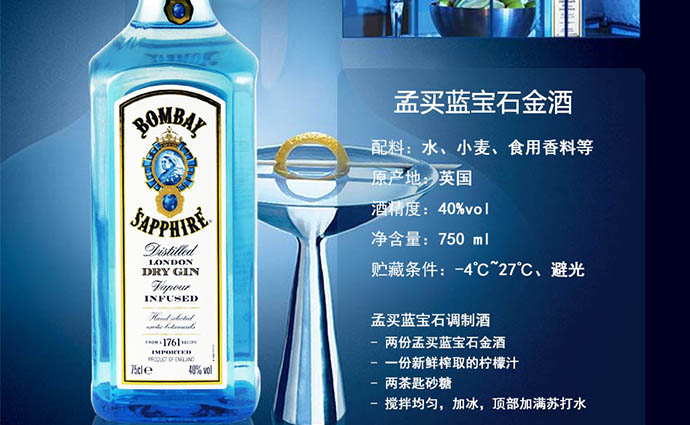 BOMBAY
SAPPHIRE®
Distilled
LONDON
DRY GIN
Vapour
INFUSED
Hand selected
exotic botanicals
FROM A 1761 RECIPE
IMPORTED
PRODUCT OF ENGLAND
75cl e 40% vol
孟买蓝宝石金酒
配料：水、小麦、食用香料等
原产地：英国
酒精度：40%vol
净含量：750 ml
贮藏条件：-4℃~27℃、避光
孟买蓝宝石调制酒
- 两份孟买蓝宝石金酒
- 一份新鲜榨取的柠檬汁
- 两茶匙砂糖
- 搅拌均匀，加冰，顶部加满苏打水